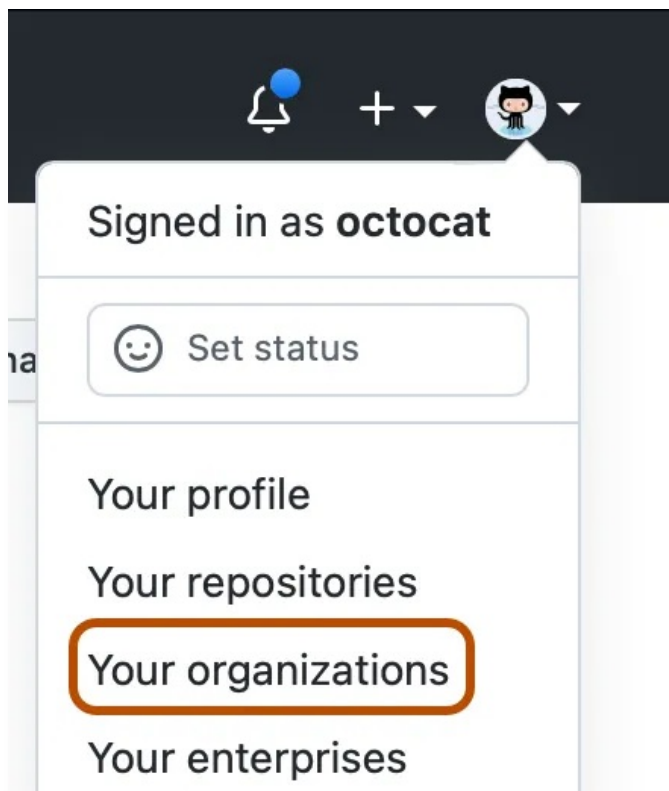 Signed in as octocat
Set status
Your profile
Your repositories
Your organizations
Your enterprises